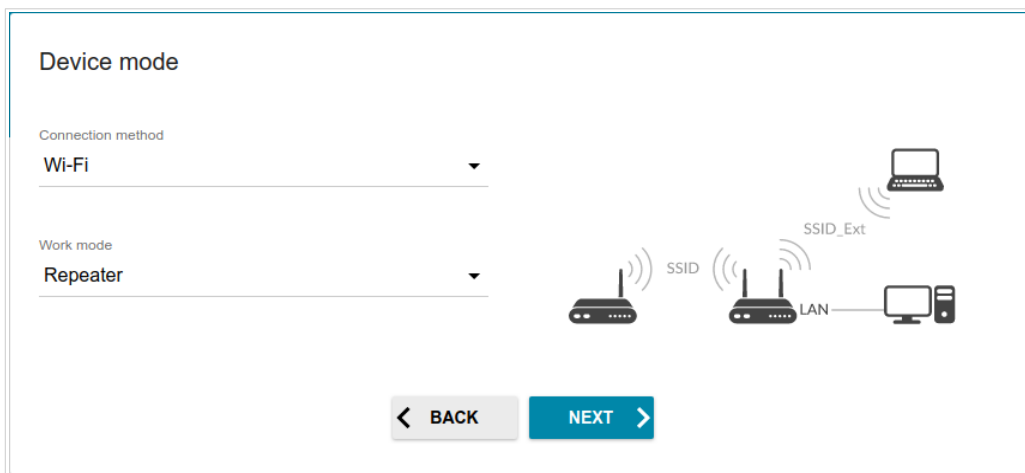 Device mode
Connection method
Wi-Fi
Work mode
Repeater
SSID_Ext
SSID
LAN
BACK
NEXT